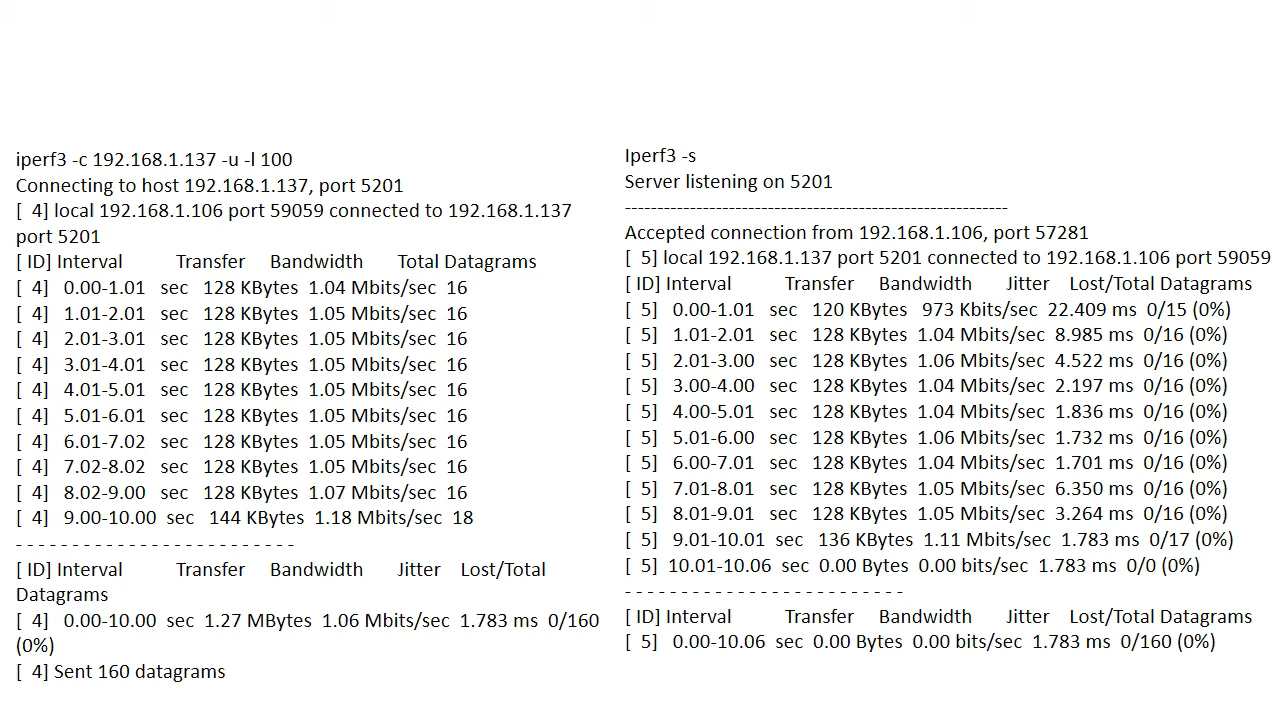 iperf3 -c 192.168.1.137 -u -l 100
Connecting to host 192.168.1.137, port 5201
[  4] local 192.168.1.106 port 59059 connected to 192.168.1.137
port 5201
[ ID] Interval           Transfer     Bandwidth       Total Datagrams
[  4]   0.00-1.01   sec   128 KBytes  1.04 Mbits/sec  16
[  4]   1.01-2.01   sec   128 KBytes  1.05 Mbits/sec  16
[  4]   2.01-3.01   sec   128 KBytes  1.05 Mbits/sec  16
[  4]   3.01-4.01   sec   128 KBytes  1.05 Mbits/sec  16
[  4]   4.01-5.01   sec   128 KBytes  1.05 Mbits/sec  16
[  4]   5.01-6.01   sec   128 KBytes  1.05 Mbits/sec  16
[  4]   6.01-7.02   sec   128 KBytes  1.05 Mbits/sec  16
[  4]   7.02-8.02   sec   128 KBytes  1.05 Mbits/sec  16
[  4]   8.02-9.00   sec   128 KBytes  1.07 Mbits/sec  16
[  4]   9.00-10.00  sec   144 KBytes  1.18 Mbits/sec  18
- - - - - - - - - - - - - - - - - - - - - - - - -
[ ID] Interval           Transfer     Bandwidth       Jitter    Lost/Total
Datagrams
[  4]   0.00-10.00  sec  1.27 MBytes  1.06 Mbits/sec  1.783 ms  0/160
(0%)
[  4] Sent 160 datagrams
Iperf3 -s
Server listening on 5201
-----------------------------------------------------------
Accepted connection from 192.168.1.106, port 57281
[  5] local 192.168.1.137 port 5201 connected to 192.168.1.106 port 59059
[ ID] Interval           Transfer     Bandwidth       Jitter    Lost/Total Datagrams
[  5]   0.00-1.01   sec   120 KBytes   973 Kbits/sec  22.409 ms  0/15 (0%)
[  5]   1.01-2.01   sec   128 KBytes  1.04 Mbits/sec  8.985 ms  0/16 (0%)
[  5]   2.01-3.00   sec   128 KBytes  1.06 Mbits/sec  4.522 ms  0/16 (0%)
[  5]   3.00-4.00   sec   128 KBytes  1.04 Mbits/sec  2.197 ms  0/16 (0%)
[  5]   4.00-5.01   sec   128 KBytes  1.04 Mbits/sec  1.836 ms  0/16 (0%)
[  5]   5.01-6.00   sec   128 KBytes  1.06 Mbits/sec  1.732 ms  0/16 (0%)
[  5]   6.00-7.01   sec   128 KBytes  1.04 Mbits/sec  1.701 ms  0/16 (0%)
[  5]   7.01-8.01   sec   128 KBytes  1.05 Mbits/sec  6.350 ms  0/16 (0%)
[  5]   8.01-9.01   sec   128 KBytes  1.05 Mbits/sec  3.264 ms  0/16 (0%)
[  5]   9.01-10.01  sec   136 KBytes  1.11 Mbits/sec  1.783 ms  0/17 (0%)
[  5]  10.01-10.06  sec  0.00 Bytes  0.00 bits/sec  1.783 ms  0/0 (0%)
- - - - - - - - - - - - - - - - - - - - - - - - -
[ ID] Interval           Transfer     Bandwidth       Jitter    Lost/Total Datagrams
[  5]   0.00-10.06  sec  0.00 Bytes  0.00 bits/sec  1.783 ms  0/160 (0%)